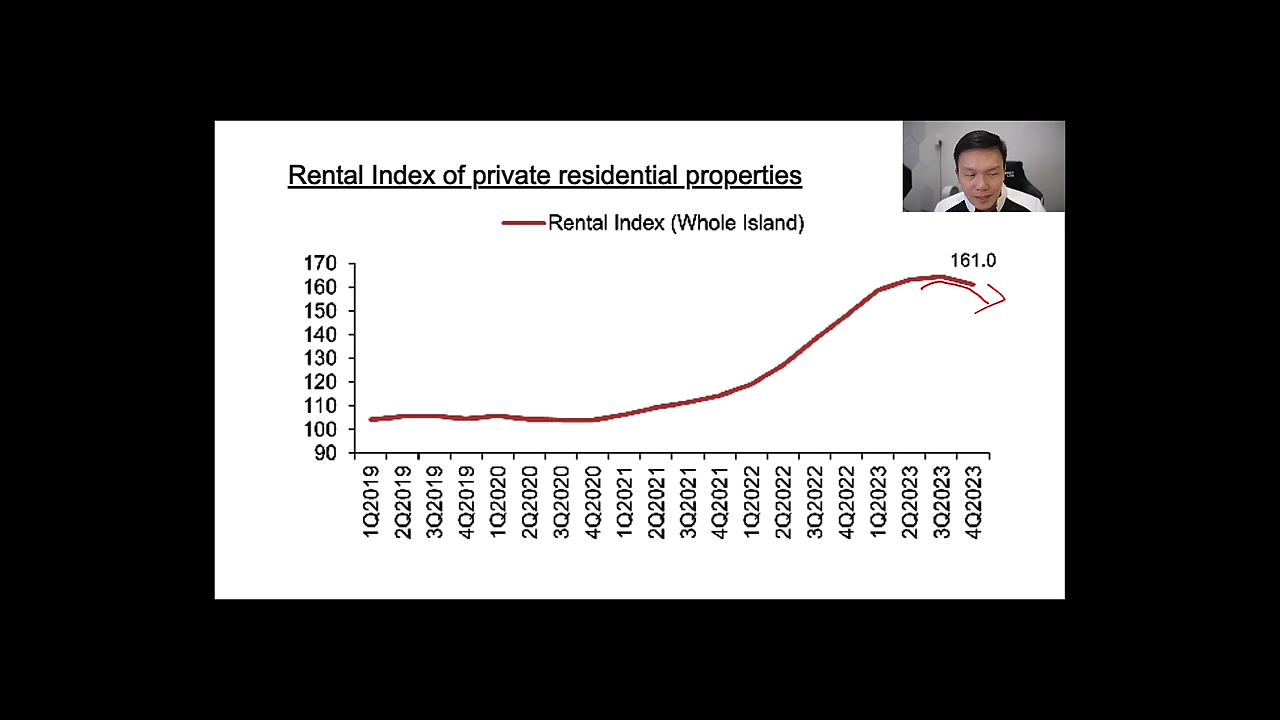 Rental Index of private residential properties
Rental Index (Whole Island)
161.0
170
160
150
140
130
120
110
100
90
1Q2019
2Q2019
3Q2019
4Q2019
1Q2020
2Q2020
3Q2020
4Q2020
1Q2021
2Q2021
3Q2021
4Q2021
1Q2022
2Q2022
3Q2022
4Q2022
1Q2023
2Q2023
3Q2023
4Q2023